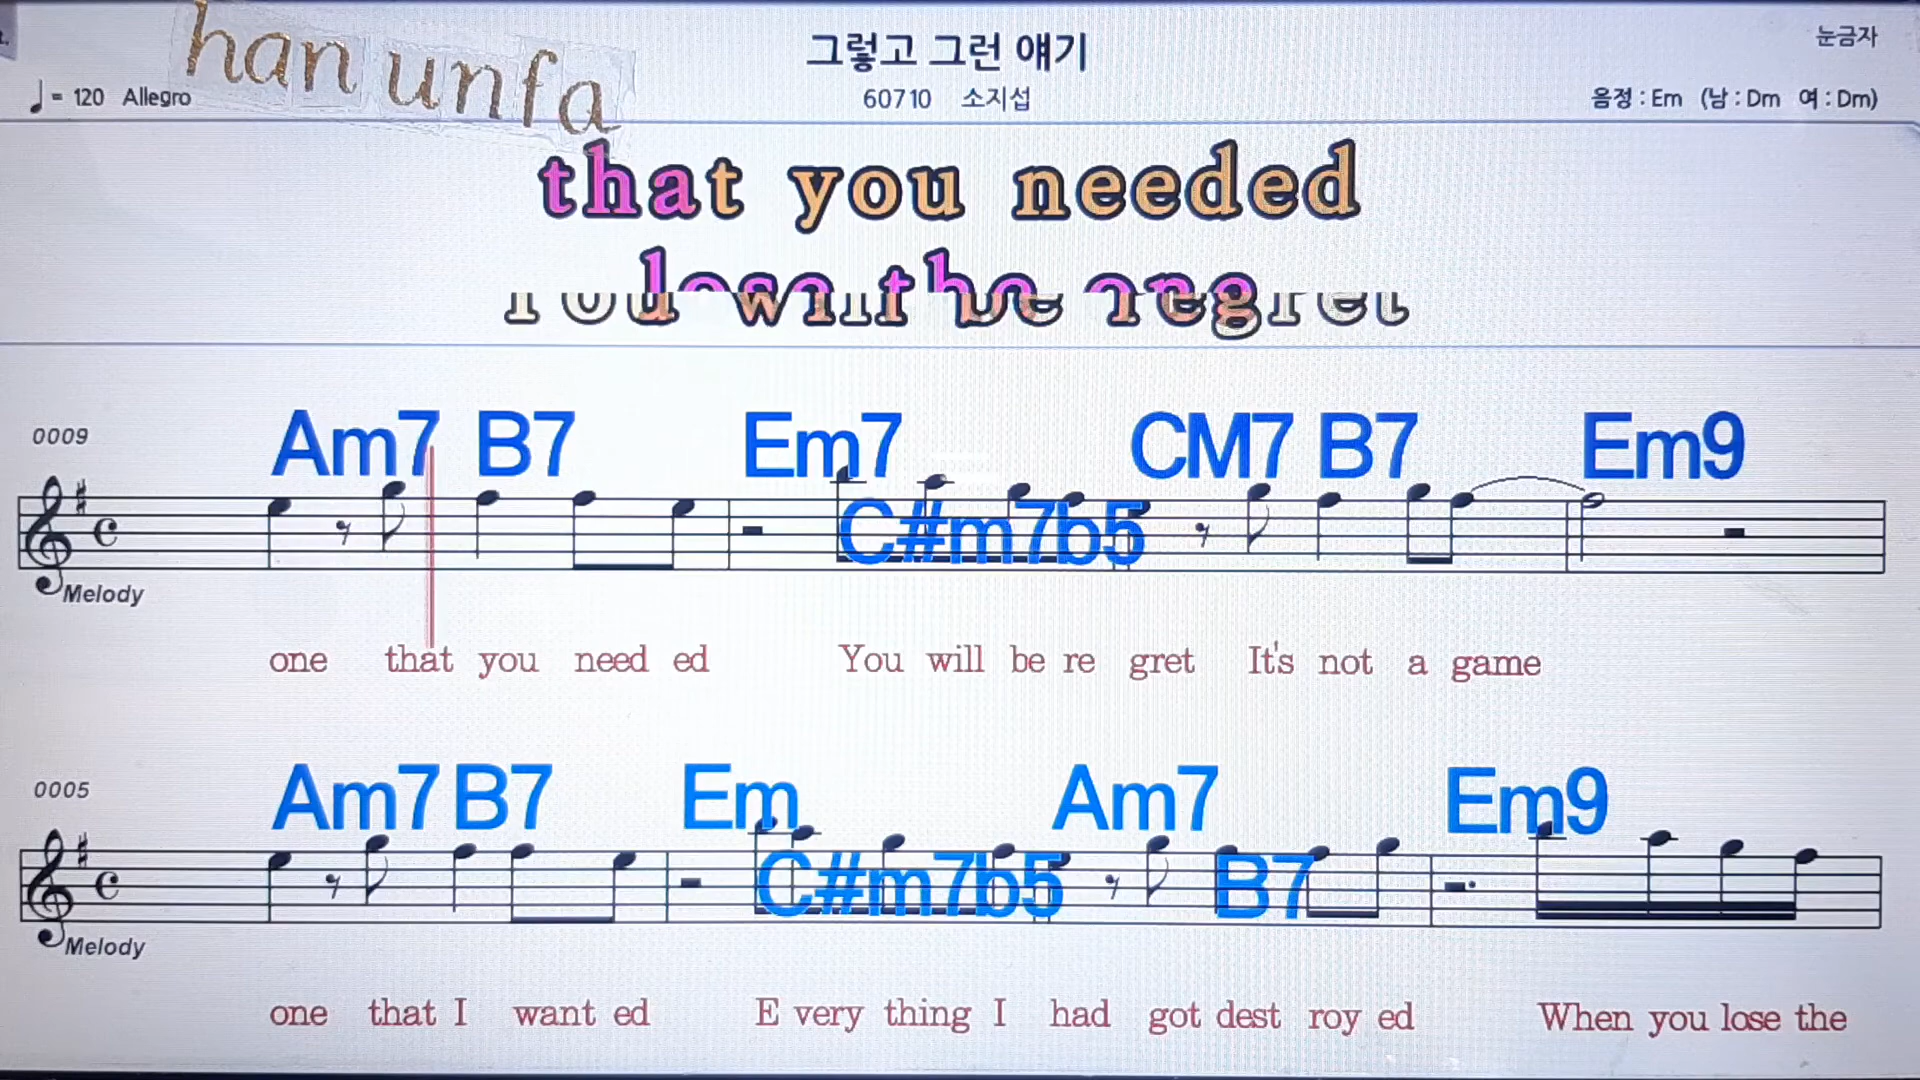 han unfa
그렇고 그런 얘기
눈금자
♩= 120 Allegro
60710 소지섭
음정 : Em (남 : Dm 여 : Dm)
that you needed
0009
Am7 B7 Em7 C#m7b5 CM7 B7 Em9
Melody
one that you need ed You will be re gret It's not a game
0005
Am7 B7 Em C#m7b5 Am7 B7 Em9
Melody
one that I want ed E very thing I had got dest roy ed When you lose the